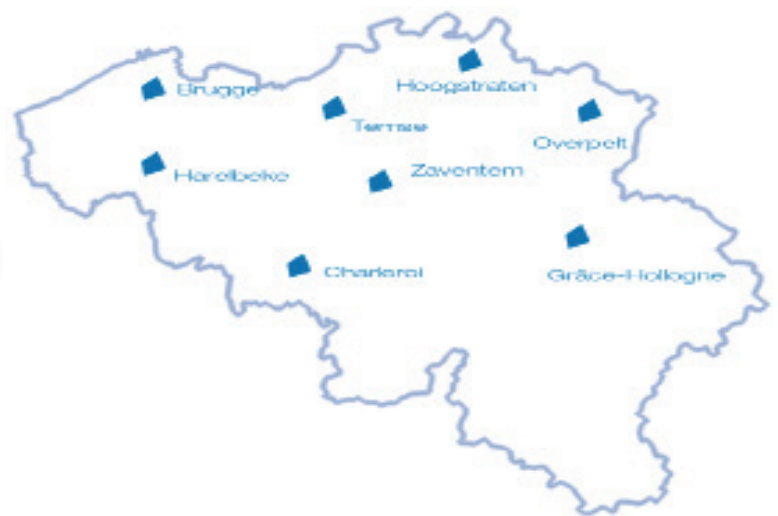 Hoogstraten
Brugge
Temse
Overpelt
Harelbeke
Zaventem
Charleroi
Grâce-Hollogne